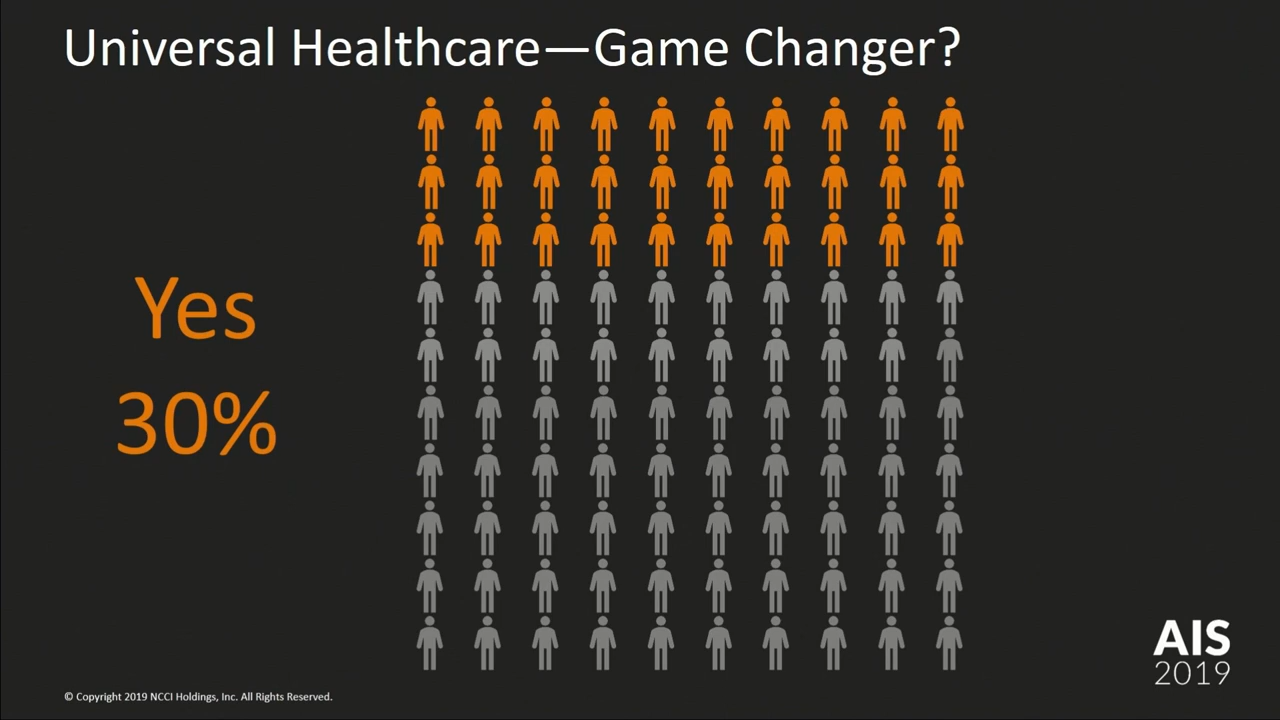 Universal Healthcare—Game Changer?
Yes
30%
AIS
2019
© Copyright 2019 NCCI Holdings, Inc. All Rights Reserved.